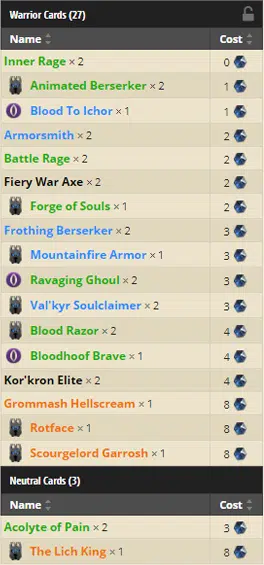 Warrior Cards (27)
Name Cost
Inner Rage × 2 0
Animated Berserker × 2 1
Blood To Ichor × 1 1
Armorsmith × 2 2
Battle Rage × 2 2
Fiery War Axe × 2 2
Forge of Souls × 1 2
Frothing Berserker × 2 3
Mountainfire Armor × 1 3
Ravaging Ghoul × 2 3
Val'kyr Soulclaimer × 2 3
Blood Razor × 2 4
Bloodhoof Brave × 1 4
Kor'kron Elite × 2 4
Grommash Hellscream × 1 8
Rotface × 1 8
Scourgelord Garrosh × 1 8
Neutral Cards (3)
Name Cost
Acolyte of Pain × 2 3
The Lich King × 1 8